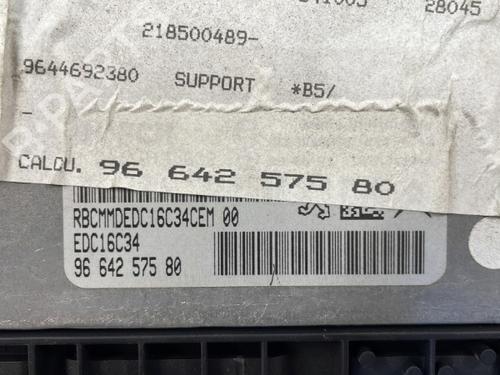 28045
218500489-
9644692380 SUPPORT *B5/
-
CALCU. 96 642 575 80
RBCMMDEDC16C34CEM 00
EDC16C34
96 642 575 80